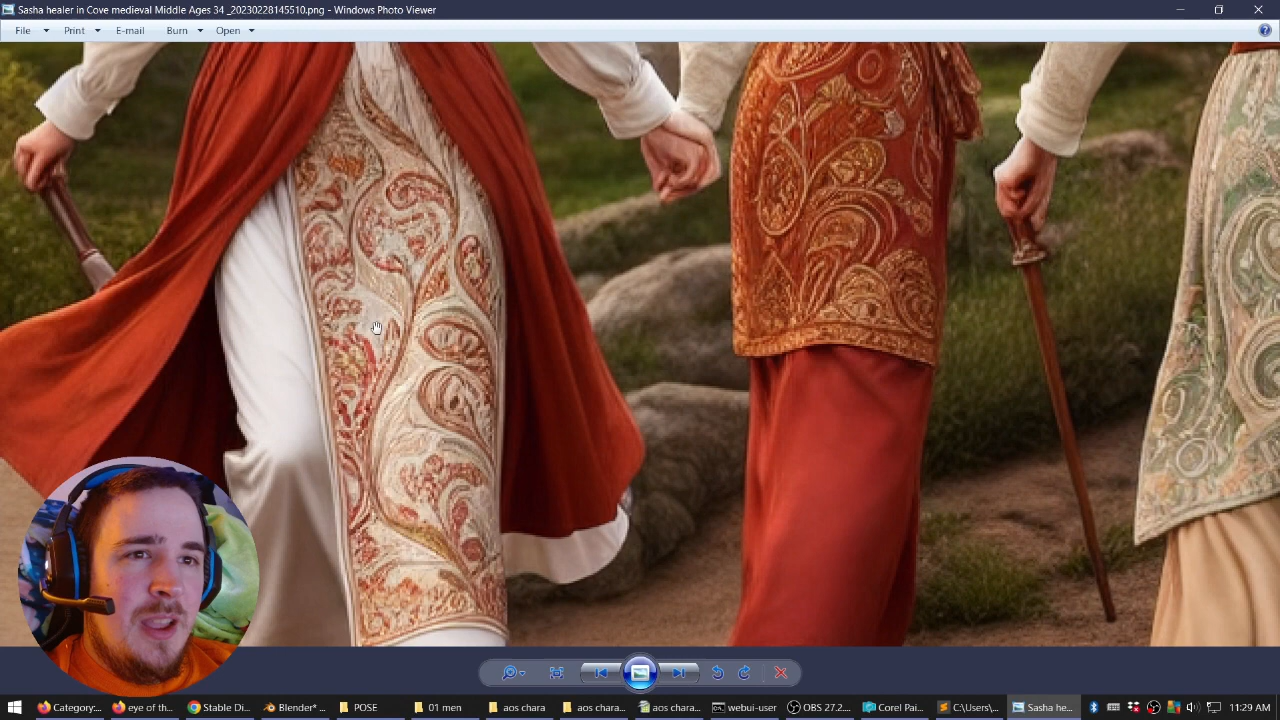 Sasha healer in Cove medieval Middle Ages 34 _20230228145510.png - Windows Photo Viewer
File Print E-mail Burn Open
Category:... eye of th... Stable Di... Blender* ... POSE 01 men aos chara aos chara... aos chara... webui-user OBS 27.2.... Corel Pai... C:\Users\... Sasha he... 11:29 AM